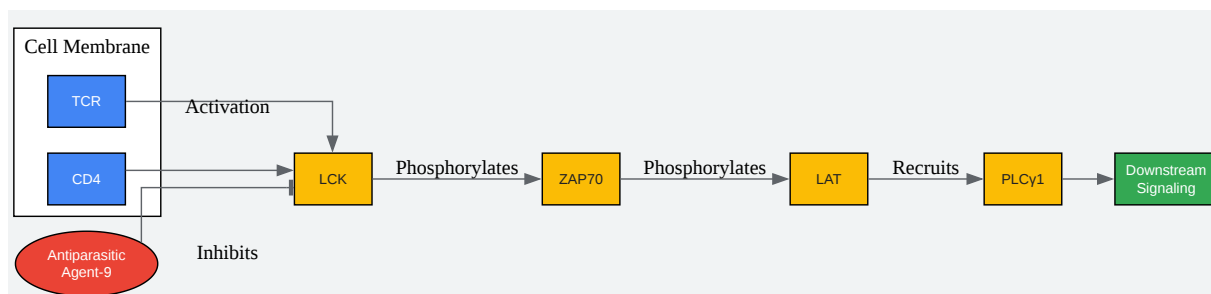 Cell Membrane
TCR
Activation
CD4
LCK
Phosphorylates
ZAP70
Phosphorylates
LAT
Recruits
PLCγ1
Downstream
Signaling
Antiparasitic
Agent-9
Inhibits